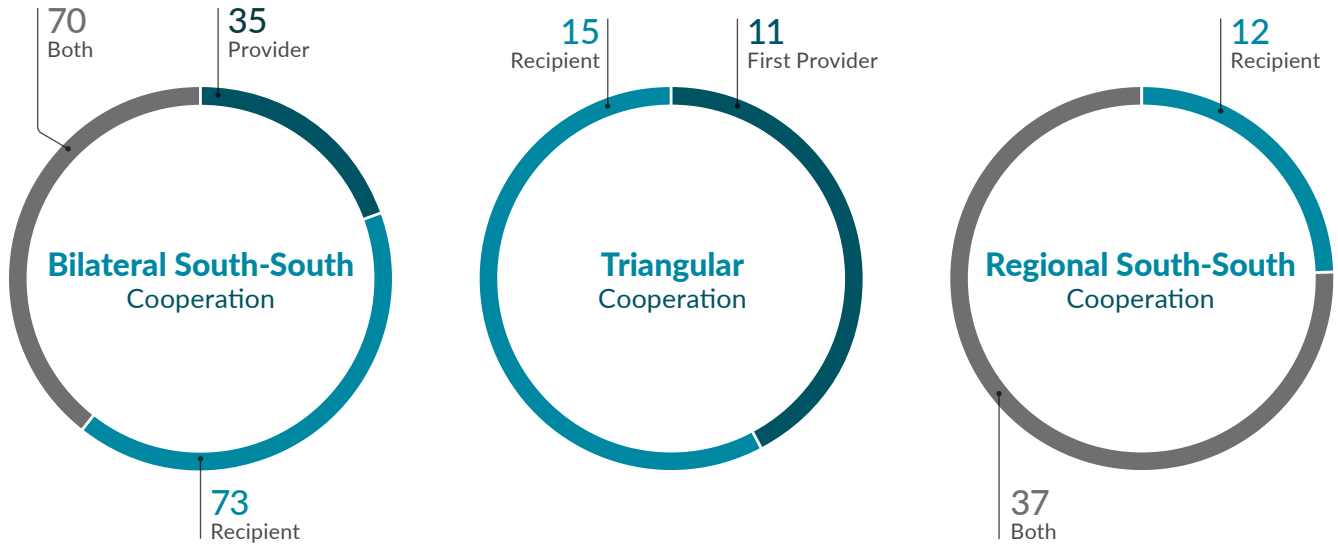 70
Both
35
Provider
Bilateral South-South
Cooperation
73
Recipient
15
Recipient
11
First Provider
Triangular
Cooperation
12
Recipient
Regional South-South
Cooperation
37
Both